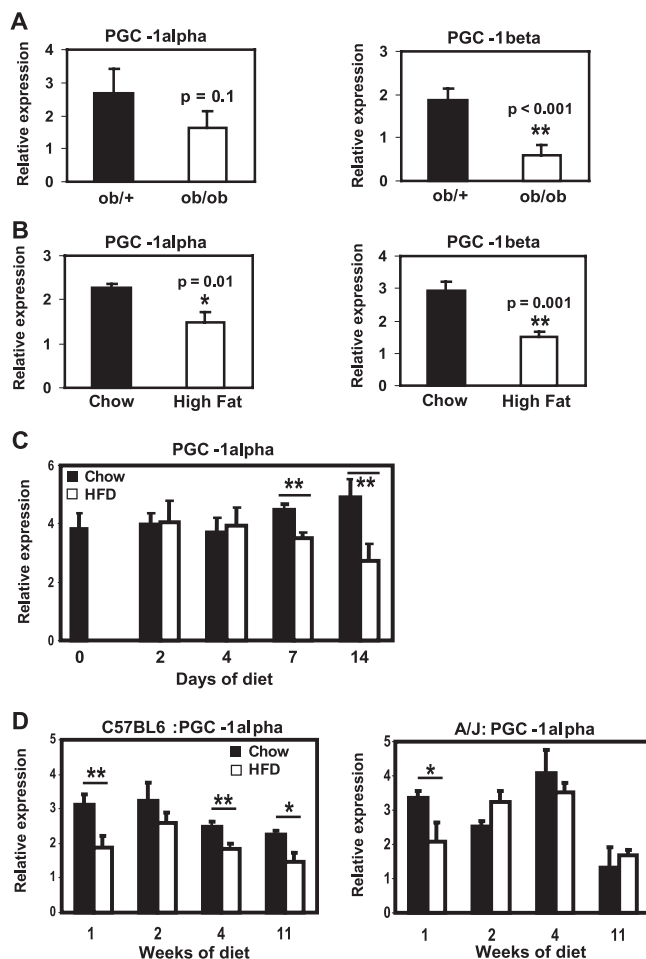 A
PGC -1alpha
Relative expression
4
3
2
1
0
p = 0.1
ob/+
ob/ob
PGC -1beta
Relative expression
3
2
1
0
p < 0.001
**
ob/+
ob/ob
B
PGC -1alpha
Relative expression
3
2
1
0
p = 0.01
*
Chow
High Fat
PGC -1beta
Relative expression
4
3
2
1
0
p = 0.001
**
Chow
High Fat
C
PGC -1alpha
Relative expression
6
4
2
0
Chow
HFD
**
**
0
2
4
7
14
Days of diet
D
C57BL6 :PGC -1alpha
Relative expression
5
4
3
2
1
0
Chow
HFD
**
**
*
1
2
4
11
Weeks of diet
A/J: PGC -1alpha
Relative expression
5
4
3
2
1
0
*
1
2
4
11
Weeks of diet